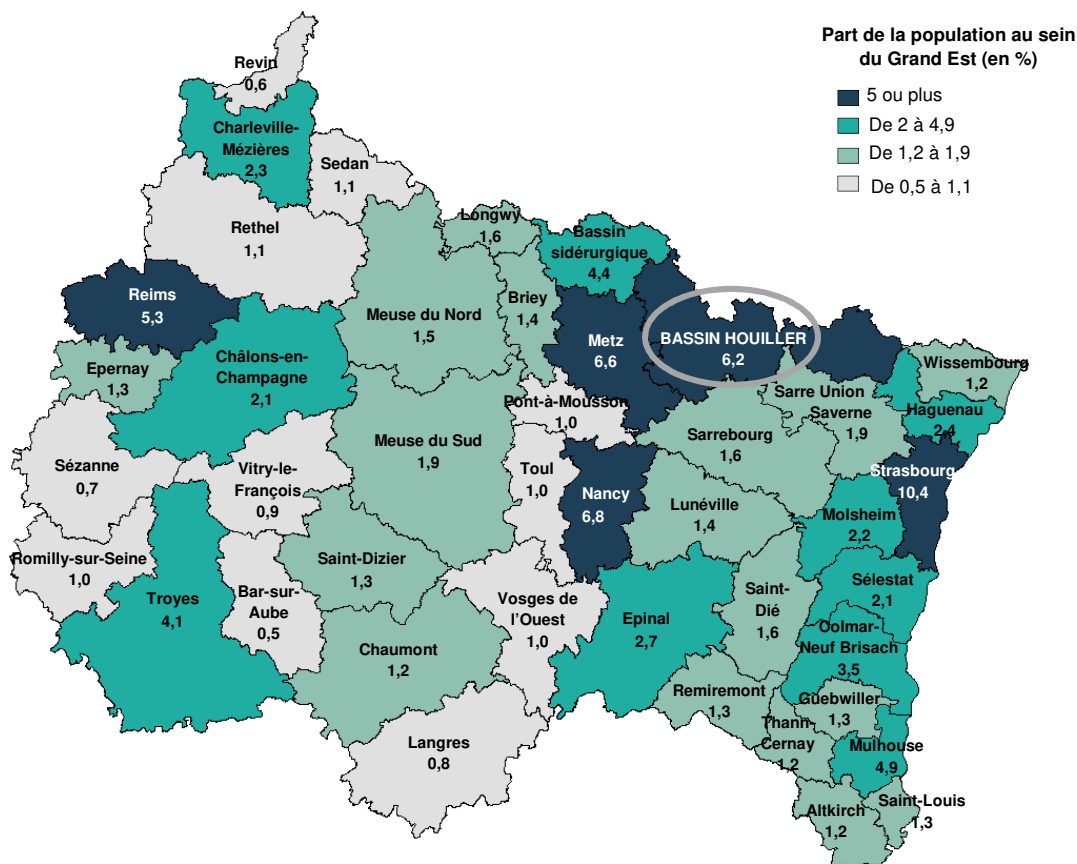 Part de la population au sein
du Grand Est (en %)
5 ou plus
De 2 à 4,9
De 1,2 à 1,9
De 0,5 à 1,1
Revin
0,6
Charleville-
Mézières
2,3
Sedan
1,1
Rethel
1,1
Longwy
1,6
Bassin
sidérurgique
4,4
Reims
5,3
Briey
1,4
Meuse du Nord
1,5
Metz
6,6
BASSIN HOUILLER
6,2
Epernay
1,3
Châlons-en-
Champagne
2,1
Wissembourg
1,2
Pont-à-Mousson
1,0
Sarre Union
Saverne
1,9
Haguenau
2,4
Meuse du Sud
1,9
Sarrebourg
1,6
Sézanne
0,7
Vitry-le-
François
0,9
Toul
1,0
Nancy
6,8
Strasbourg
10,4
Lunéville
1,4
Molsheim
2,2
Romilly-sur-Seine
1,0
Saint-Dizier
1,3
Troyes
4,1
Bar-sur-
Aube
0,5
Vosges de
l'Ouest
1,0
Epinal
2,7
Saint-
Dié
1,6
Sélestat
2,1
Colmar-
Neuf Brisach
3,5
Chaumont
1,2
Remiremont
1,3
Guebwiller
1,3
Thann-
Cernay
1,2
Langres
0,8
Mulhouse
4,9
Altkirch
1,2
Saint-Louis
1,3